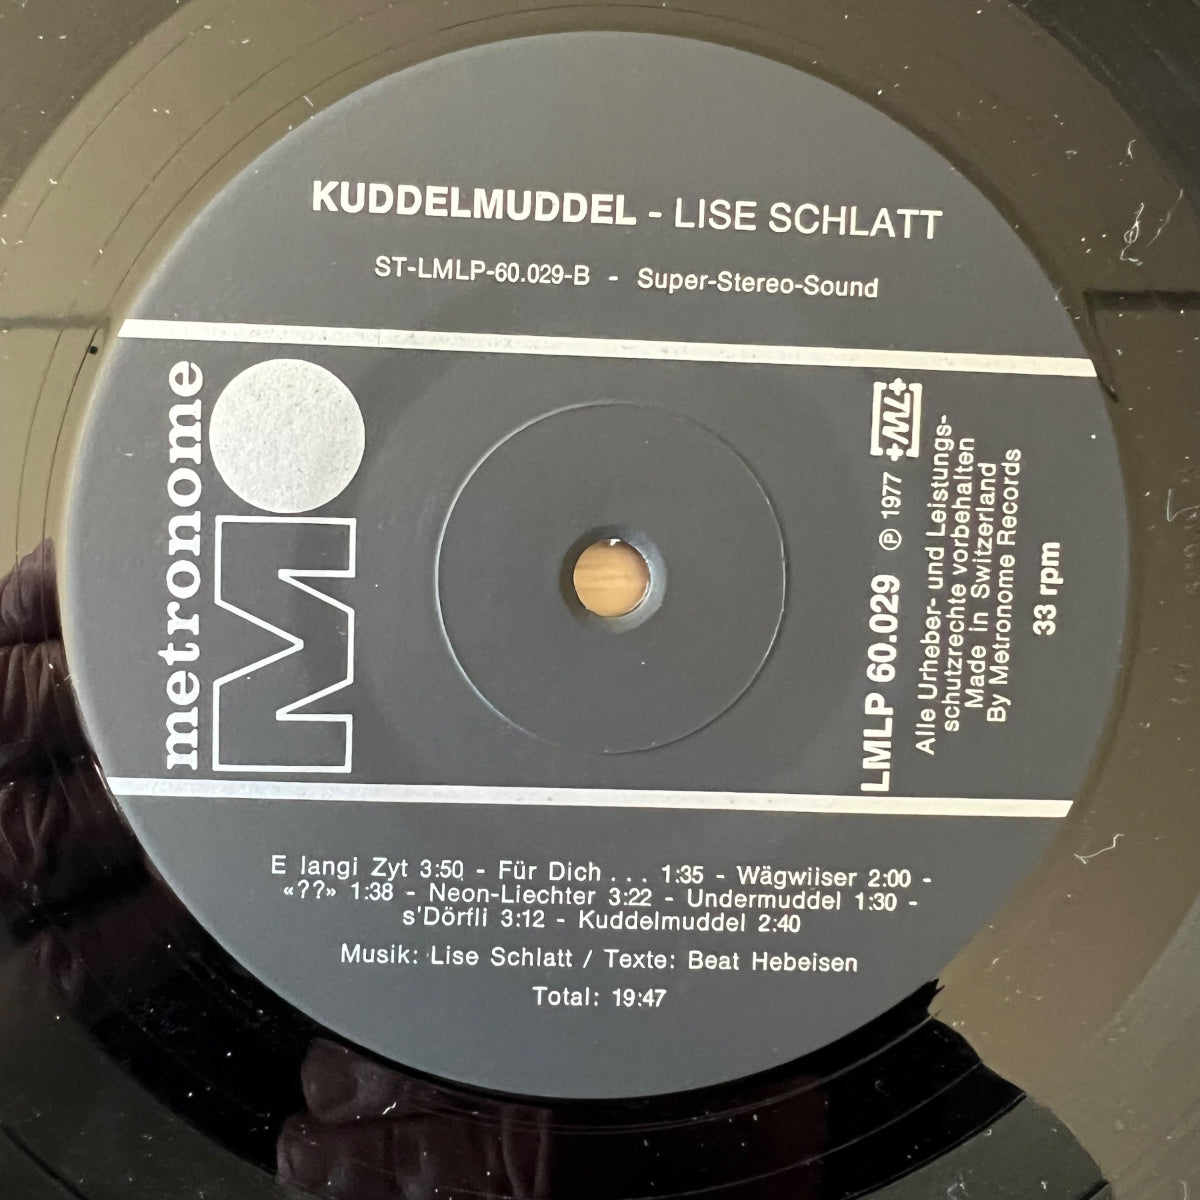 KUDDELMUDDEL - LISE SCHLATT
ST-LMLP-60.029-B - Super-Stereo-Sound
metronome
M
LMLP 60.029 ℗ 1977 +ML+
Alle Urheber- und Leistungs-
schutzrechte vorbehalten
Made in Switzerland
By Metronome Records
33 rpm
E langi Zyt 3:50 - Für Dich . . . 1:35 - Wägwiiser 2:00 -
«??» 1:38 - Neon-Liechter 3:22 - Undermuddel 1:30 -
s'Dörfli 3:12 - Kuddelmuddel 2:40
Musik: Lise Schlatt / Texte: Beat Hebeisen
Total: 19:47